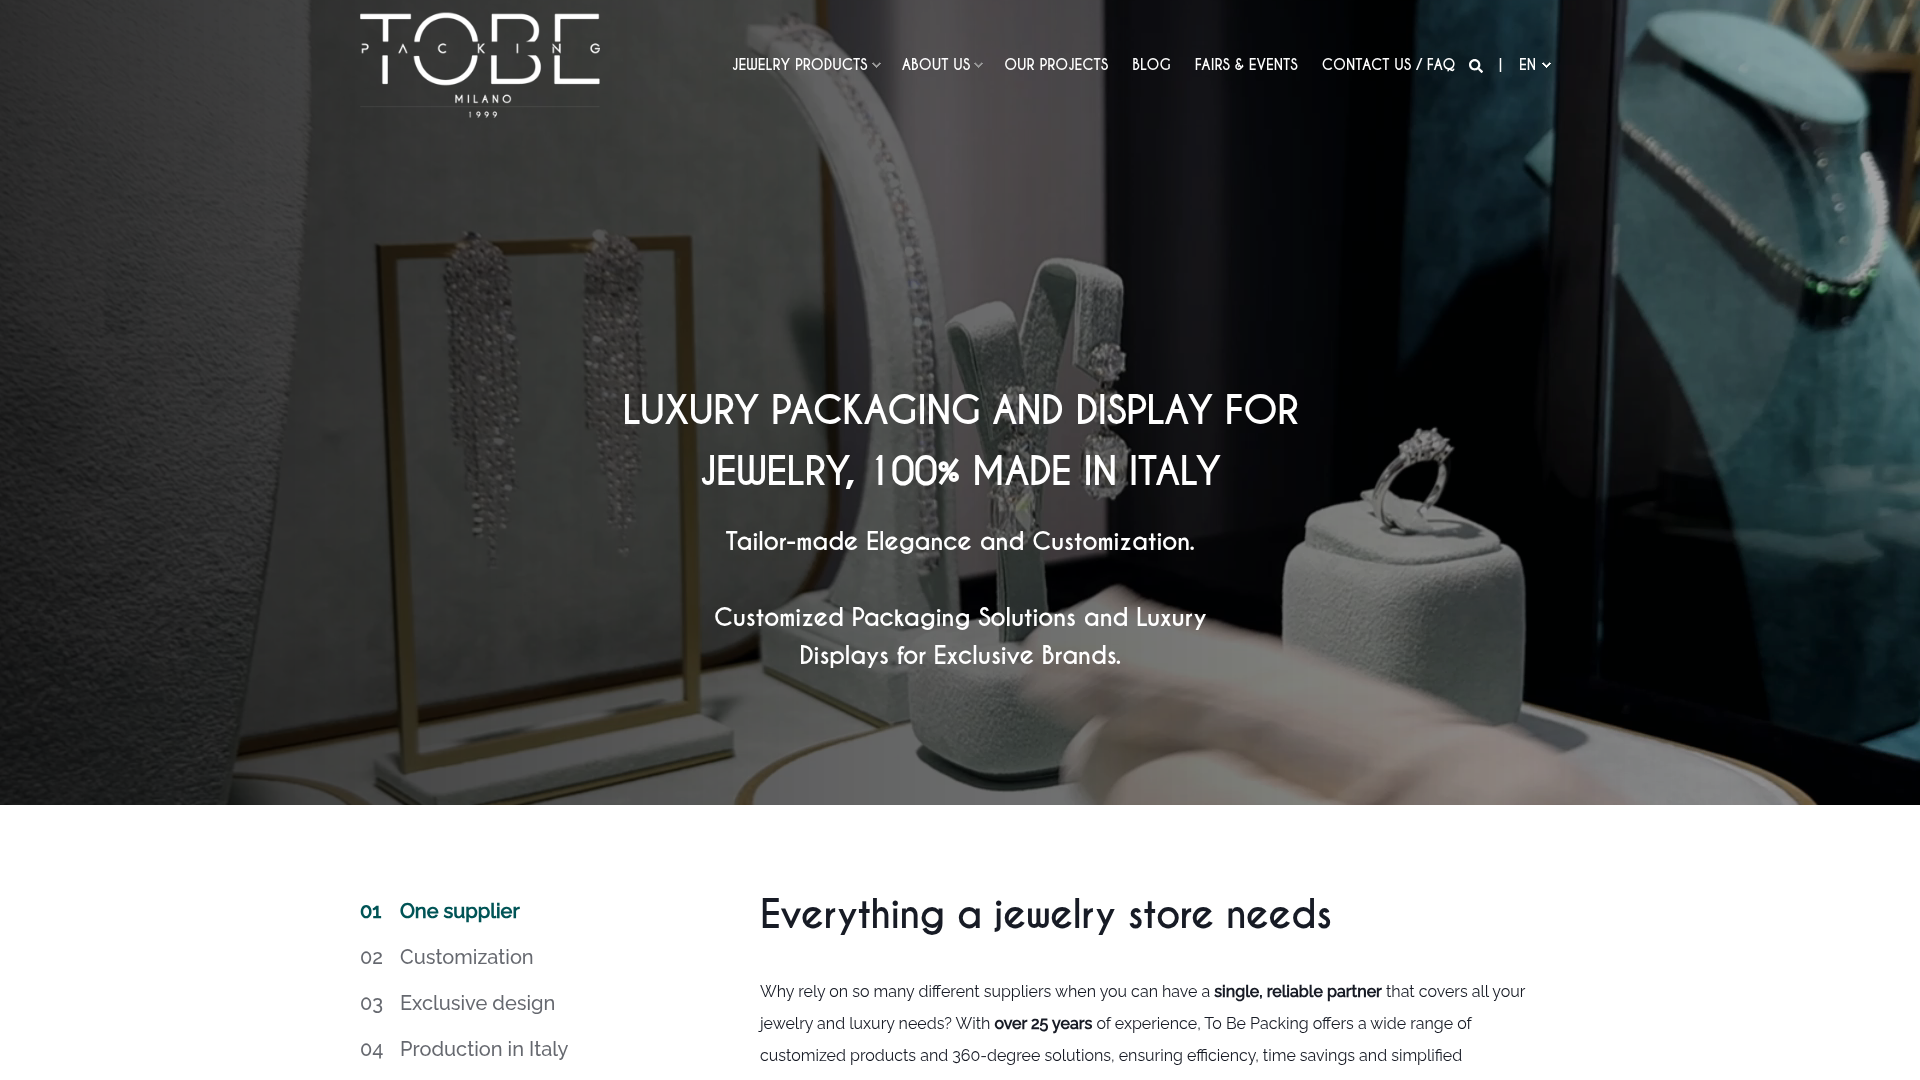 TOBE
PACKING
MILANO
1999
JEWELRY PRODUCTS ABOUT US OUR PROJECTS BLOG FAIRS & EVENTS CONTACT US / FAQ | EN
LUXURY PACKAGING AND DISPLAY FOR
JEWELRY, 100% MADE IN ITALY
Tailor-made Elegance and Customization.
Customized Packaging Solutions and Luxury
Displays for Exclusive Brands.
01 One supplier
02 Customization
03 Exclusive design
04 Production in Italy
Everything a jewelry store needs
Why rely on so many different suppliers when you can have a single, reliable partner that covers all your
jewelry and luxury needs? With over 25 years of experience, To Be Packing offers a wide range of
customized products and 360-degree solutions, ensuring efficiency, time savings and simplified